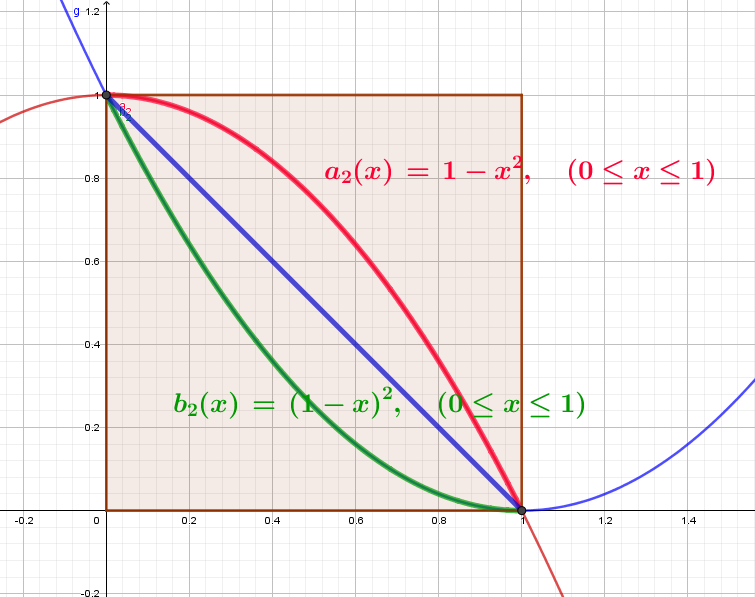 g 1.2
1
a₂
b₂
0.8
a₂(x) = 1 − x², (0 ≤ x ≤ 1)
0.6
0.4
b₂(x) = (1 − x)², (0 ≤ x ≤ 1)
0.2
-0.2 0 0.2 0.4 0.6 0.8 1 1.2 1.4
-0.2